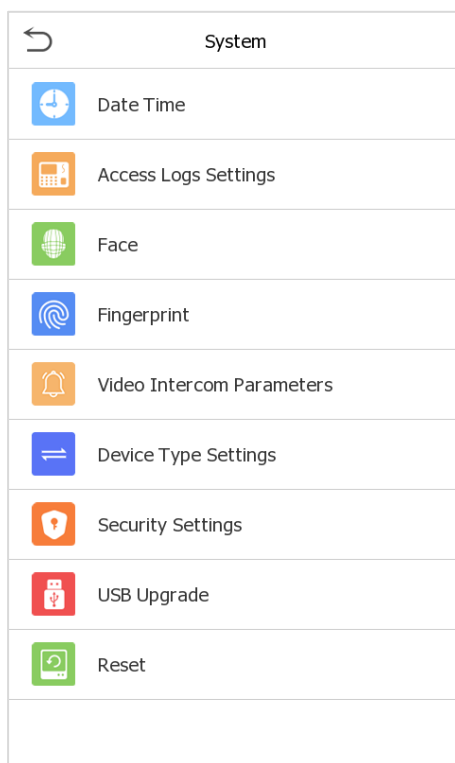 System
Date Time
Access Logs Settings
Face
Fingerprint
Video Intercom Parameters
Device Type Settings
Security Settings
USB Upgrade
Reset